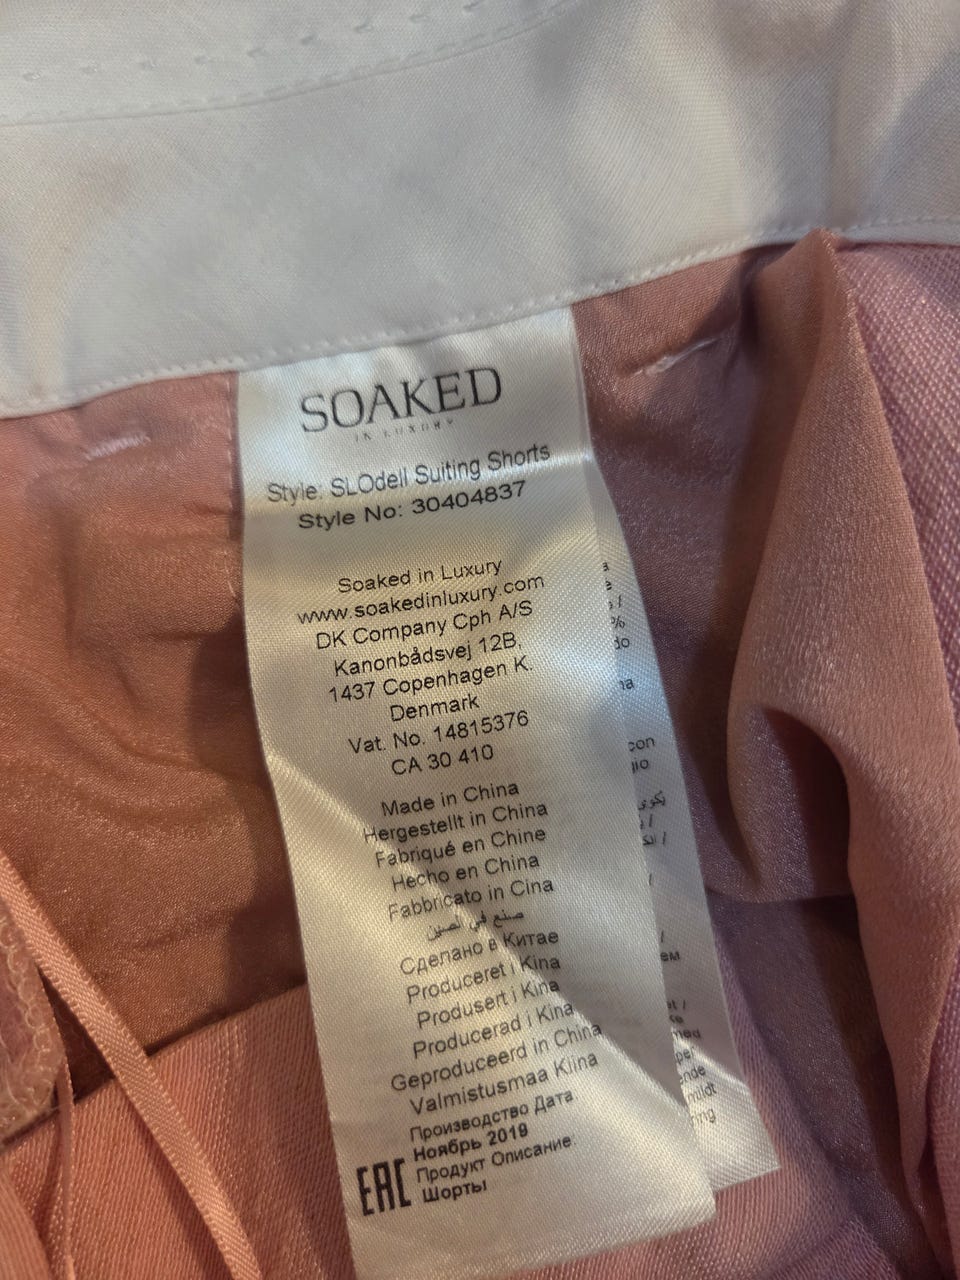 SOAKED
IN LUXURY
Style: SLOdell Suiting Shorts
Style No: 30404837
Soaked in Luxury
www.soakedinluxury.com
DK Company Cph A/S
Kanonbådsvej 12B,
1437 Copenhagen K.
Denmark
Vat. No. 14815376
CA 30 410
Made in China
Hergestellt in China
Fabriqué en Chine
Hecho en China
Fabbricato in Cina
صنع في الصين
Сделано в Китае
Produceret i Kina
Produsert i Kina
Producerad i Kina
Geproduceerd in China
Valmistusmaa Kiina
Производство Дата:
Ноябрь 2019
Продукт Описание:
Шорты
EAC